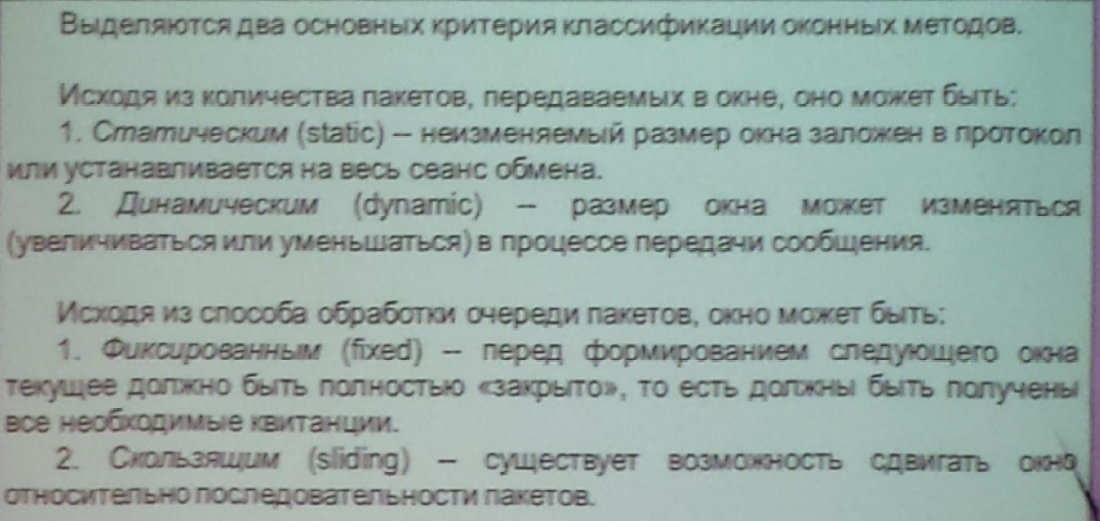 Выделяются два основных критерия классификации оконных методов.
Исходя из количества пакетов, передаваемых в окне, оно может быть:
1. Статическим (static) – неизменяемый размер окна заложен в протокол
или устанавливается на весь сеанс обмена.
2. Динамическим (dynamic) – размер окна может изменяться
(увеличиваться или уменьшаться) в процессе передачи сообщения.
Исходя из способа обработки очереди пакетов, окно может быть:
1. Фиксированным (fixed) – перед формированием следующего окна
текущее должно быть полностью «закрыто», то есть должны быть получены
все необходимые квитанции.
2. Скользящим (sliding) – существует возможность сдвигать окно
относительно последовательности пакетов.